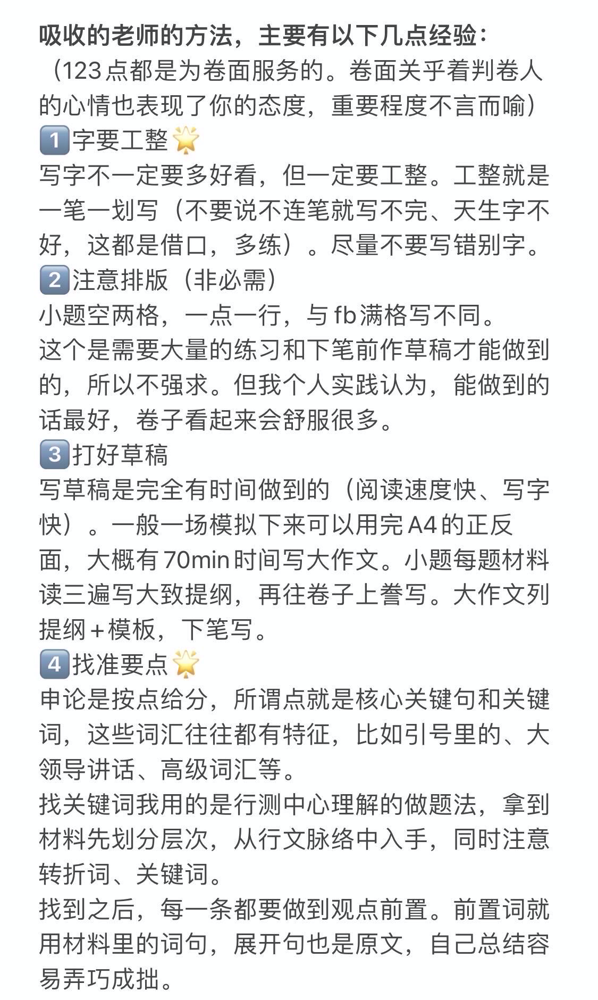 吸收的老师的方法，主要有以下几点经验：
（123点都是为卷面服务的。卷面关乎着判卷人
的心情也表现了你的态度，重要程度不言而喻）
1️⃣字要工整🌟
写字不一定要多好看，但一定要工整。工整就是
一笔一划写（不要说不连笔就写不完、天生字不
好，这都是借口，多练）。尽量不要写错别字。
2️⃣注意排版（非必需）
小题空两格，一点一行，与fb满格写不同。
这个是需要大量的练习和下笔前作草稿才能做到
的，所以不强求。但我个人实践认为，能做到的
话最好，卷子看起来会舒服很多。
3️⃣打好草稿
写草稿是完全有时间做到的（阅读速度快、写字
快）。一般一场模拟下来可以用完A4的正反
面，大概有70min时间写大作文。小题每题材料
读三遍写大致提纲，再往卷子上誊写。大作文列
提纲+模板，下笔写。
4️⃣找准要点🌟
申论是按点给分，所谓点就是核心关键句和关键
词，这些词汇往往都有特征，比如引号里的、大
领导讲话、高级词汇等。
找关键词我用的是行测中心理解的做题法，拿到
材料先划分层次，从行文脉络中入手，同时注意
转折词、关键词。
找到之后，每一条都要做到观点前置。前置词就
用材料里的词句，展开句也是原文，自己总结容
易弄巧成拙。